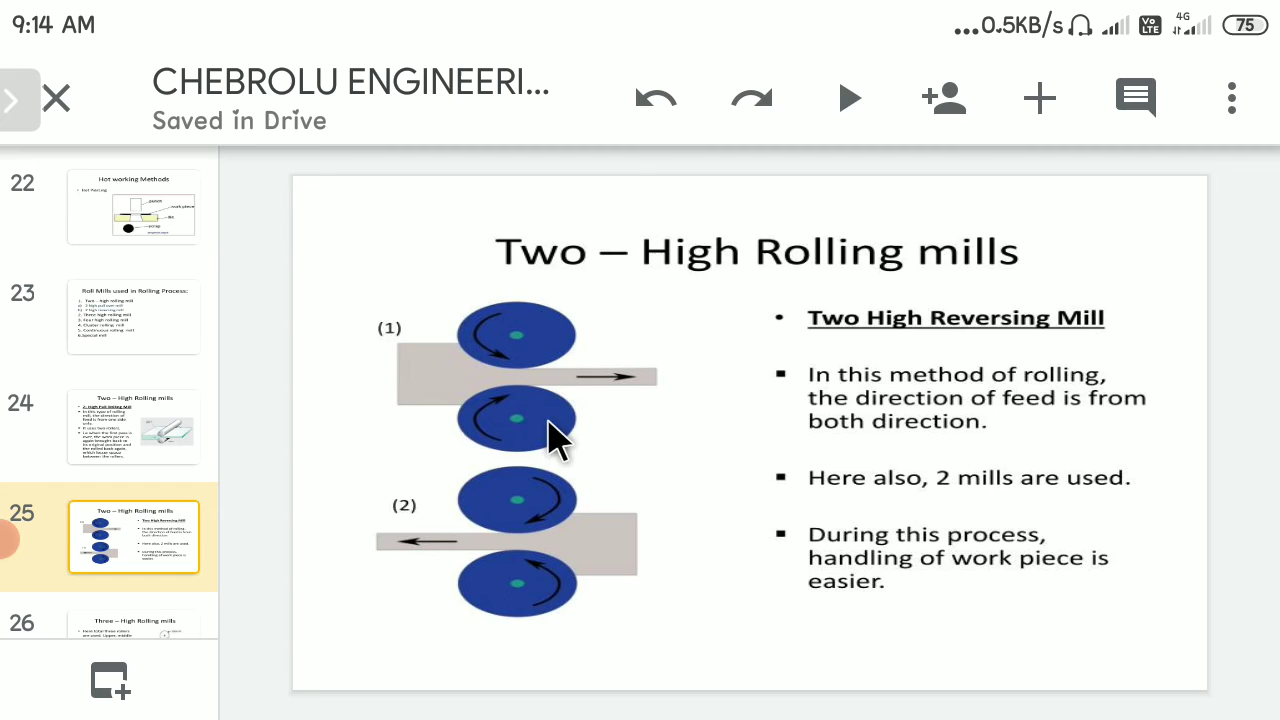 9:14 AM
...0.5KB/s
Vo
LTE
4G
75
CHEBROLU ENGINEERI...
Saved in Drive
22
Hot working Methods
23
Roll Mills used in Rolling Process:
24
Two – High Rolling mills
25
Two – High Rolling mills
26
Three – High Rolling mills
Two – High Rolling mills
(1)
(2)
• Two High Reversing Mill
▪ In this method of rolling,
the direction of feed is from
both direction.
▪ Here also, 2 mills are used.
▪ During this process,
handling of work piece is
easier.